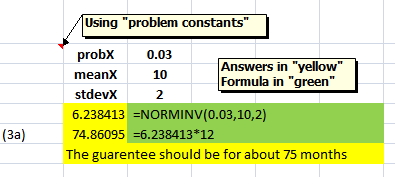 Using "problem constants"
probX 0.03
meanX 10
stdevX 2
Answers in "yellow"
Formula in "green"
6.238413 =NORMINV(0.03,10,2)
(3a) 74.86095 =6.238413*12
The guarentee should be for about 75 months